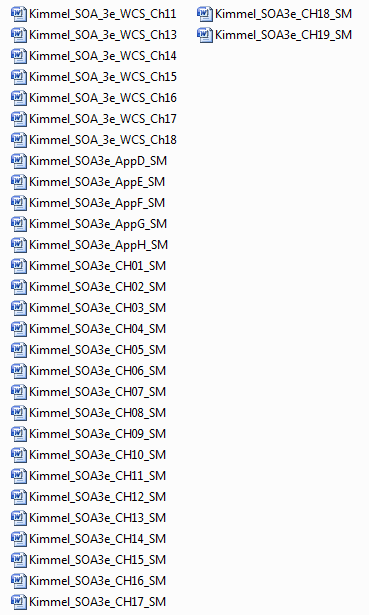 Kimmel_SOA_3e_WCS_Ch11
Kimmel_SOA_3e_WCS_Ch13
Kimmel_SOA_3e_WCS_Ch14
Kimmel_SOA_3e_WCS_Ch15
Kimmel_SOA_3e_WCS_Ch16
Kimmel_SOA_3e_WCS_Ch17
Kimmel_SOA_3e_WCS_Ch18
Kimmel_SOA3e_AppD_SM
Kimmel_SOA3e_AppE_SM
Kimmel_SOA3e_AppF_SM
Kimmel_SOA3e_AppG_SM
Kimmel_SOA3e_AppH_SM
Kimmel_SOA3e_CH01_SM
Kimmel_SOA3e_CH02_SM
Kimmel_SOA3e_CH03_SM
Kimmel_SOA3e_CH04_SM
Kimmel_SOA3e_CH05_SM
Kimmel_SOA3e_CH06_SM
Kimmel_SOA3e_CH07_SM
Kimmel_SOA3e_CH08_SM
Kimmel_SOA3e_CH09_SM
Kimmel_SOA3e_CH10_SM
Kimmel_SOA3e_CH11_SM
Kimmel_SOA3e_CH12_SM
Kimmel_SOA3e_CH13_SM
Kimmel_SOA3e_CH14_SM
Kimmel_SOA3e_CH15_SM
Kimmel_SOA3e_CH16_SM
Kimmel_SOA3e_CH17_SM
Kimmel_SOA3e_CH18_SM
Kimmel_SOA3e_CH19_SM